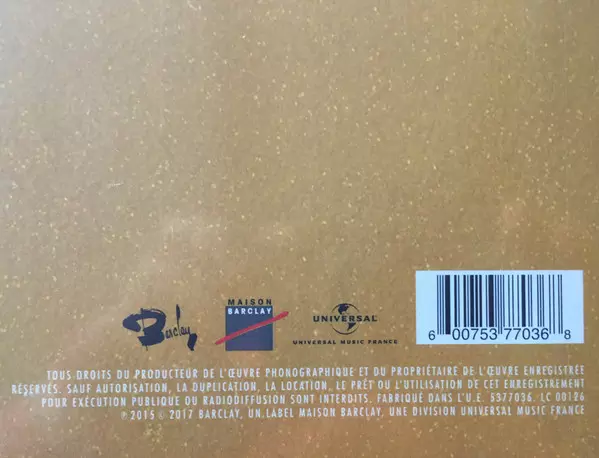 Barclay
MAISON
BARCLAY
UNIVERSAL
UNIVERSAL MUSIC FRANCE
6 00753 77036 8
TOUS DROITS DU PRODUCTEUR DE L'ŒUVRE PHONOGRAPHIQUE ET DU PROPRIÉTAIRE DE L'ŒUVRE ENREGISTRÉE
RÉSERVÉS. SAUF AUTORISATION, LA DUPLICATION, LA LOCATION, LE PRÊT OU L'UTILISATION DE CET ENREGISTREMENT
POUR EXÉCUTION PUBLIQUE OU RADIODIFFUSION SONT INTERDITS. FABRIQUÉ DANS L'U.E. 5377036. LC 00126
℗ 2015 © 2017 BARCLAY, UN LABEL MAISON BARCLAY, UNE DIVISION UNIVERSAL MUSIC FRANCE